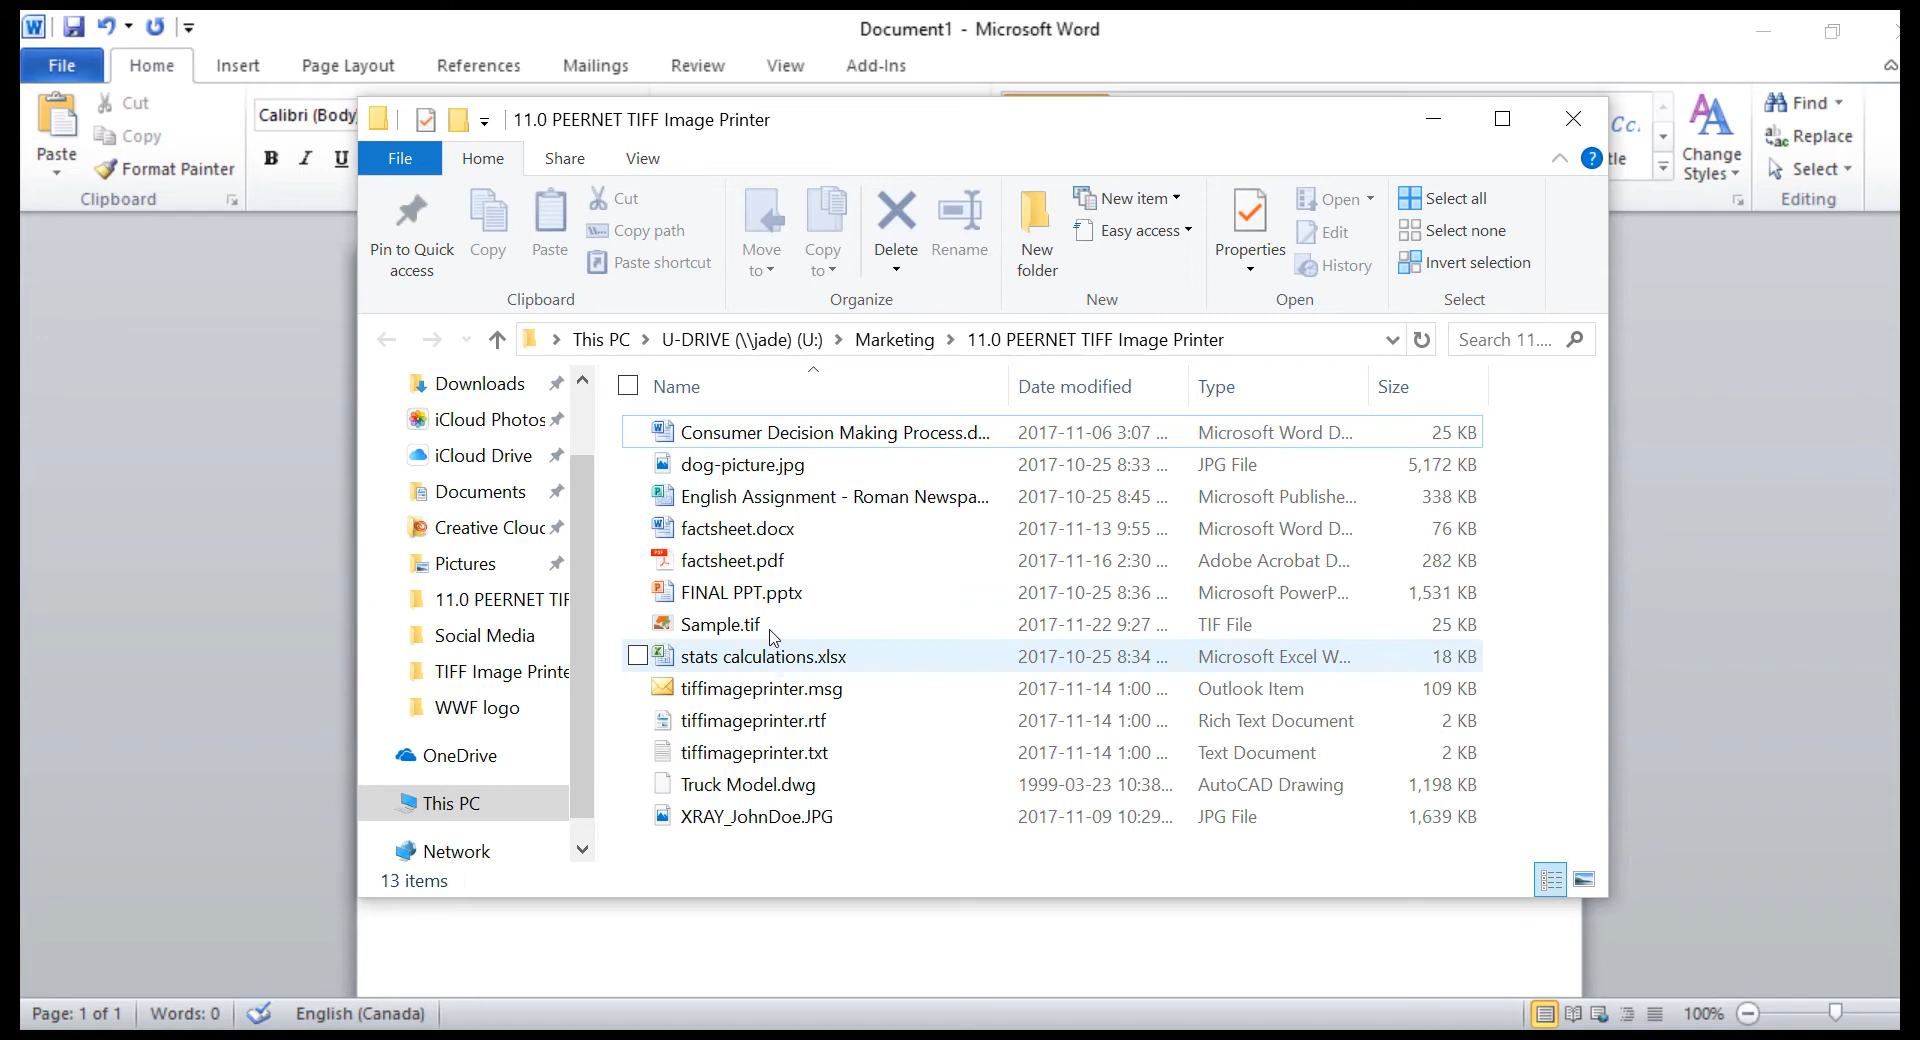 Document1 - Microsoft Word
File Home Insert Page Layout References Mailings Review View Add-Ins
Paste
Cut
Copy
Format Painter
Clipboard
Calibri (Body
B I U
Change
Styles
Find
Replace
Select
Editing
11.0 PEERNET TIFF Image Printer
File Home Share View
Pin to Quick
access
Copy
Paste
Cut
Copy path
Paste shortcut
Clipboard
Move
to
Copy
to
Delete
Rename
Organize
New
folder
New item
Easy access
New
Properties
Open
Edit
History
Open
Select all
Select none
Invert selection
Select
This PC > U-DRIVE (\\jade) (U:) > Marketing > 11.0 PEERNET TIFF Image Printer
Search 11....
Downloads
iCloud Photos
iCloud Drive
Documents
Creative Clouc
Pictures
11.0 PEERNET TIF
Social Media
TIFF Image Printe
WWF logo
OneDrive
This PC
Network
Name Date modified Type Size
Consumer Decision Making Process.d... 2017-11-06 3:07 ... Microsoft Word D... 25 KB
dog-picture.jpg 2017-10-25 8:33 ... JPG File 5,172 KB
English Assignment - Roman Newspa... 2017-10-25 8:45 ... Microsoft Publishe... 338 KB
factsheet.docx 2017-11-13 9:55 ... Microsoft Word D... 76 KB
factsheet.pdf 2017-11-16 2:30 ... Adobe Acrobat D... 282 KB
FINAL PPT.pptx 2017-10-25 8:36 ... Microsoft PowerP... 1,531 KB
Sample.tif 2017-11-22 9:27 ... TIF File 25 KB
stats calculations.xlsx 2017-10-25 8:34 ... Microsoft Excel W... 18 KB
tiffimageprinter.msg 2017-11-14 1:00 ... Outlook Item 109 KB
tiffimageprinter.rtf 2017-11-14 1:00 ... Rich Text Document 2 KB
tiffimageprinter.txt 2017-11-14 1:00 ... Text Document 2 KB
Truck Model.dwg 1999-03-23 10:38... AutoCAD Drawing 1,198 KB
XRAY_JohnDoe.JPG 2017-11-09 10:29... JPG File 1,639 KB
13 items
Page: 1 of 1 Words: 0 English (Canada) 100%